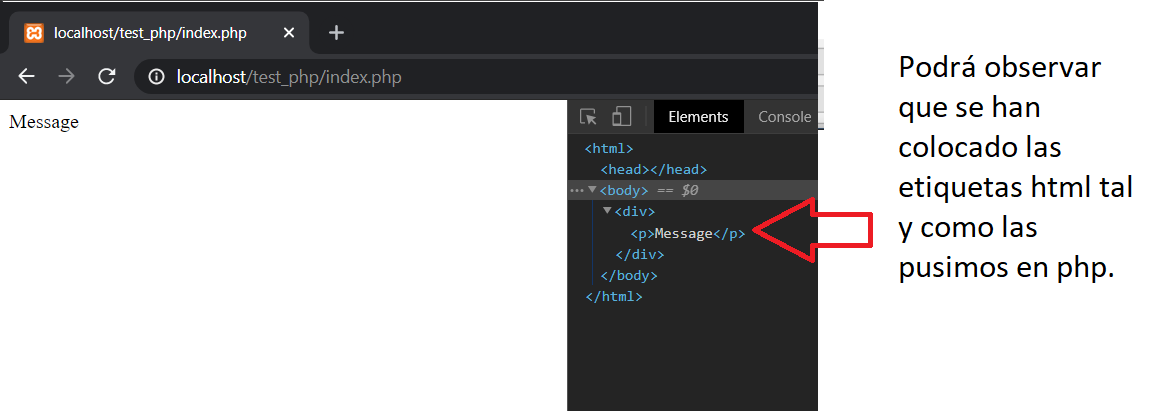 localhost/test_php/index.php
localhost/test_php/index.php
Message
Elements Console
<html>
<head></head>
<body> == $0
<div>
<p>Message</p>
</div>
</body>
</html>
Podrá observar
que se han
colocado las
etiquetas html tal
y como las
pusimos en php.